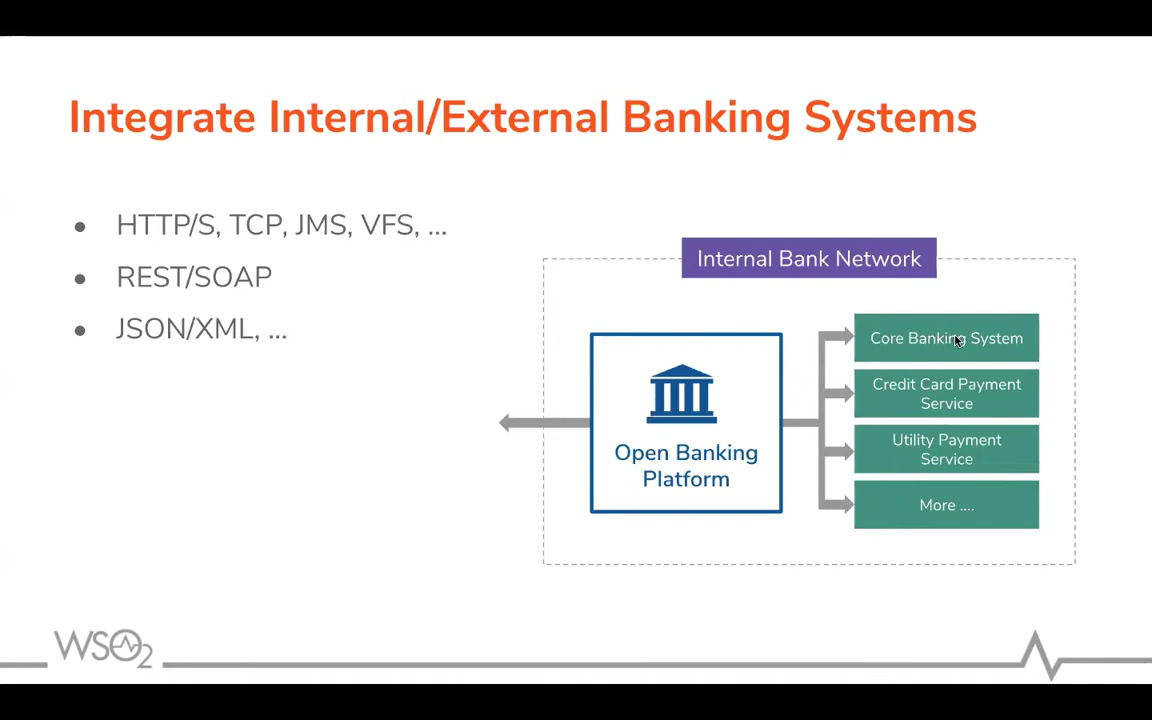 Integrate Internal/External Banking Systems
● HTTP/S, TCP, JMS, VFS, ...
● REST/SOAP
● JSON/XML, ...
Internal Bank Network
Open Banking
Platform
Core Banking System
Credit Card Payment
Service
Utility Payment
Service
More ....
WSO2